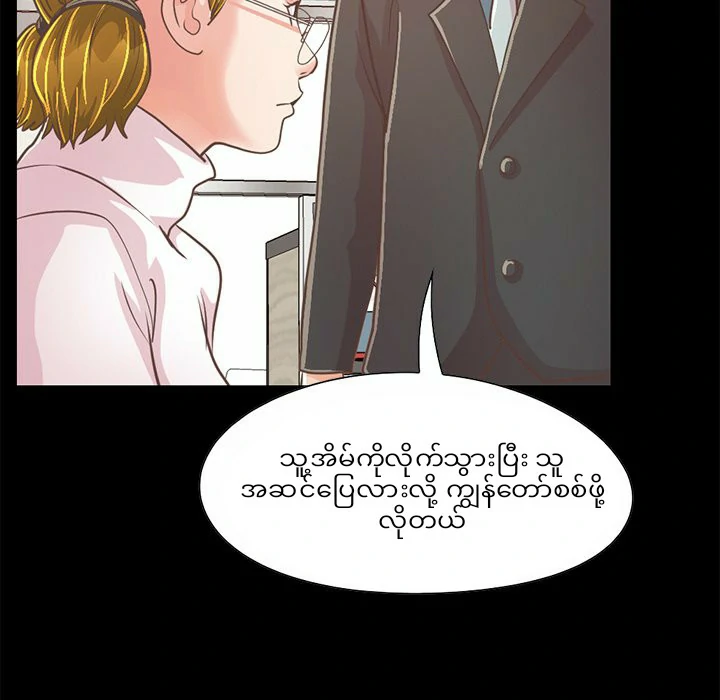 သူ့အိမ်ကိုလိုက်သွားပြီး သူ
အဆင်ပြေလားလို့ ကျွန်တော်စစ်ဖို့
လိုတယ်